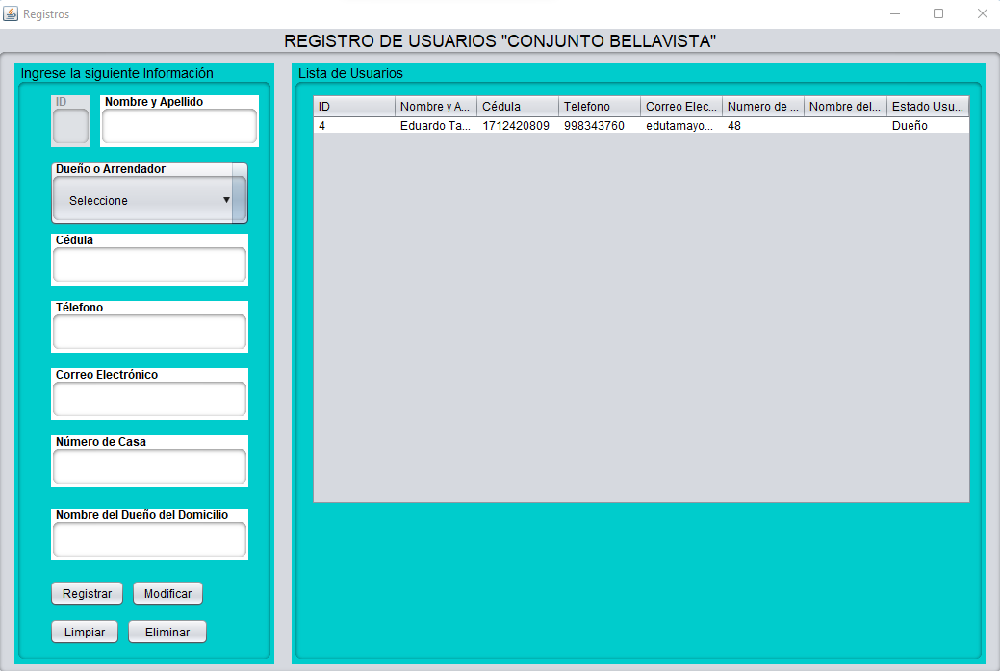 Registros
REGISTRO DE USUARIOS "CONJUNTO BELLAVISTA"
Ingrese la siguiente Información
ID
Nombre y Apellido
Dueño o Arrendador
Seleccione
Cédula
Télefono
Correo Electrónico
Número de Casa
Nombre del Dueño del Domicilio
Registrar Modificar
Limpiar Eliminar
Lista de Usuarios
ID Nombre y A... Cédula Telefono Correo Elec... Numero de ... Nombre del... Estado Usu...
4 Eduardo Ta... 1712420809 998343760 edutamayo... 48 Dueño